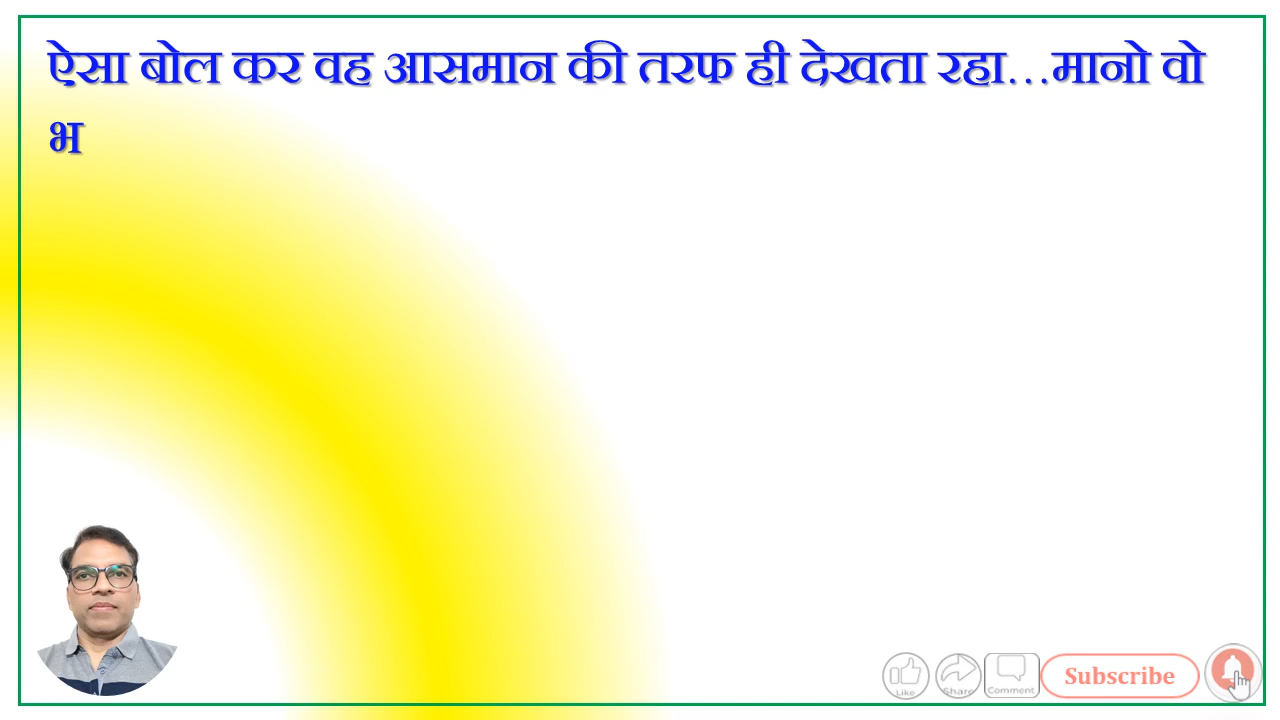 ऐसा बोल कर वह आसमान की तरफ ही देखता रहा...मानो वो
भ
Like
Share
Comment
Subscribe